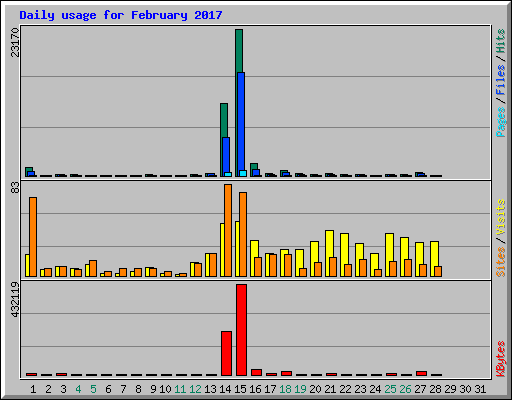 Daily usage for February 2017
23170
Pages/Files/Hits
83
Sites/Visits
432119
KBytes
1 2 3 4 5 6 7 8 9 10 11 12 13 14 15 16 17 18 19 20 21 22 23 24 25 26 27 28 29 30 31